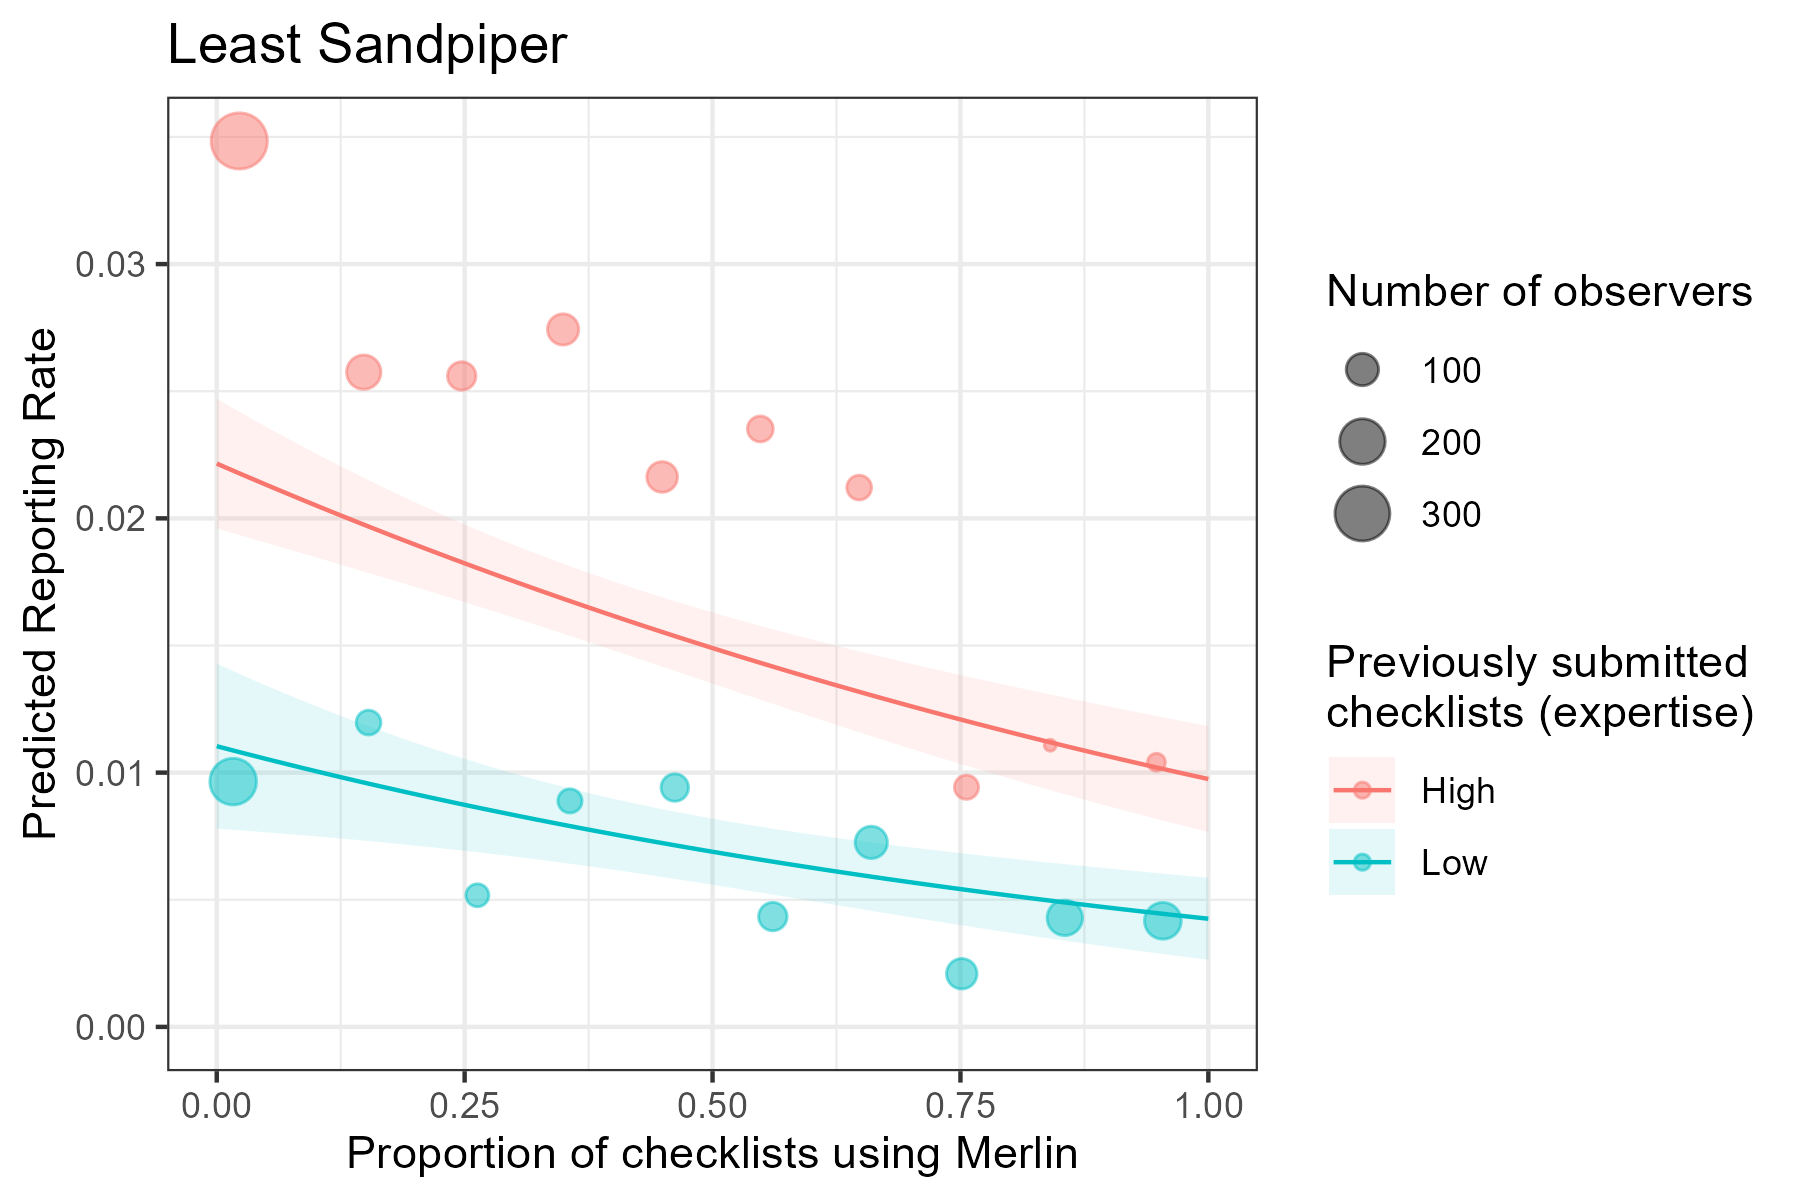 Least Sandpiper
Predicted Reporting Rate
0.03
0.02
0.01
0.00
0.00 0.25 0.50 0.75 1.00
Proportion of checklists using Merlin
Number of observers
100
200
300
Previously submitted
checklists (expertise)
High
Low